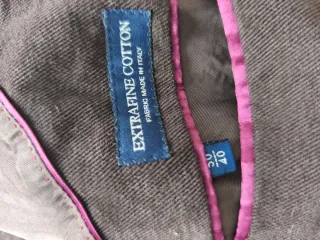 EXTRAFINE COTTON
FABRIC MADE IN ITALY
50
40